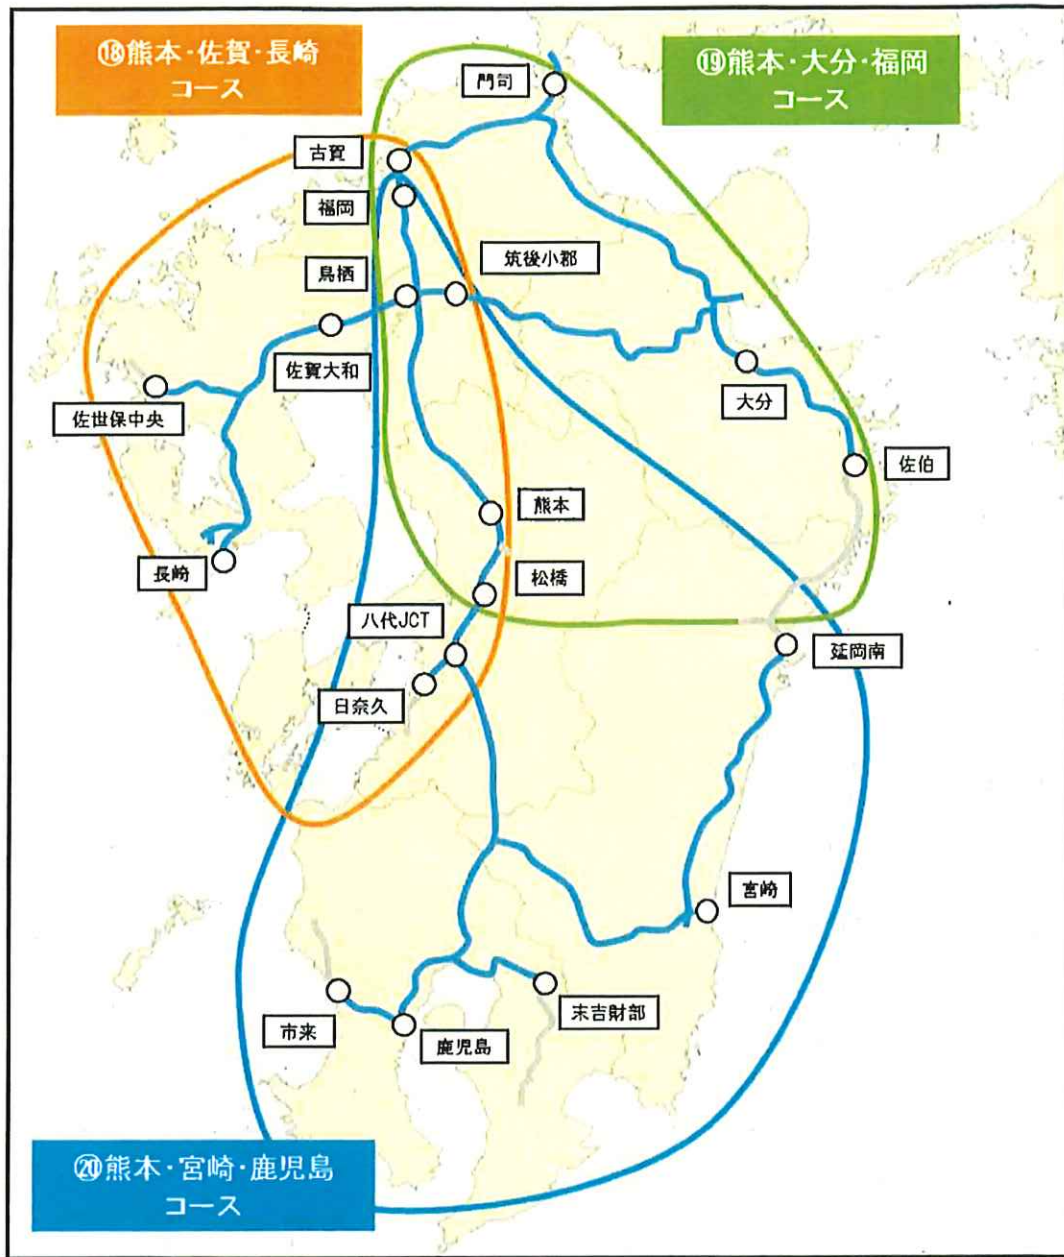 ⑱熊本・佐賀・長崎
コース
⑲熊本・大分・福岡
コース
門司
古賀
福岡
筑後小郡
鳥栖
佐賀大和
大分
佐世保中央
佐伯
熊本
長崎
松橋
八代JCT
延岡南
日奈久
宮崎
市来
末吉財部
鹿児島
⑳熊本・宮崎・鹿児島
コース